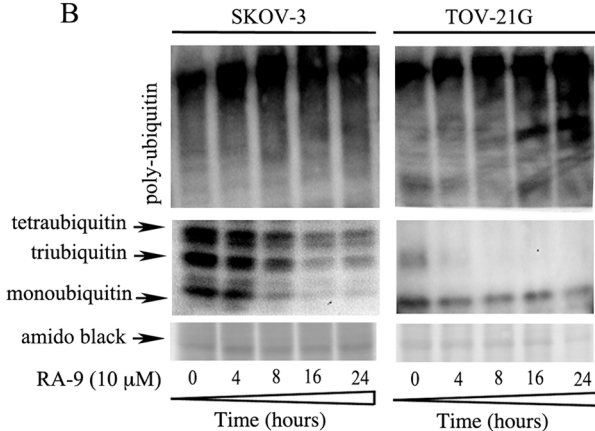 B
SKOV-3 TOV-21G
poly-ubiquitin
tetraubiquitin
triubiquitin
monoubiquitin
amido black
RA-9 (10 μM) 0 4 8 16 24 0 4 8 16 24
Time (hours) Time (hours)